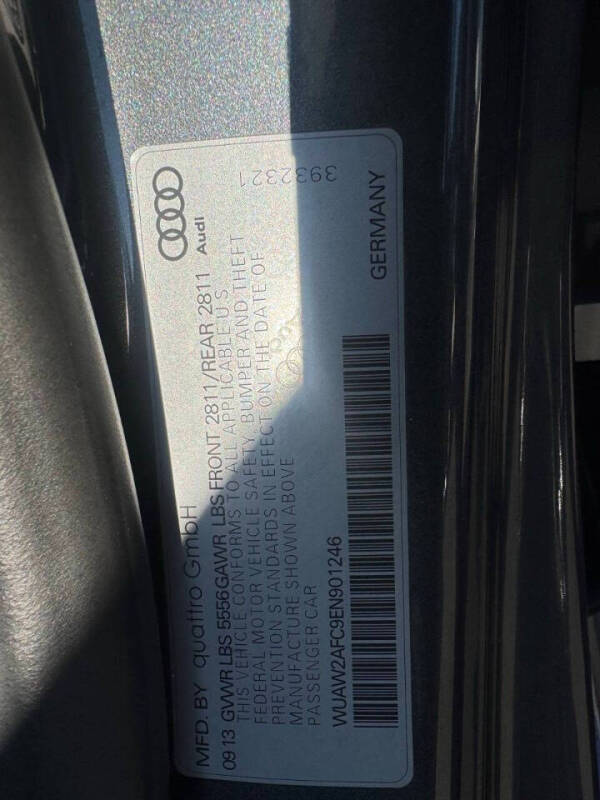 MFD. BY quattro GmbH
Audi
09 13 GVWR LBS 5556 GAWR LBS FRONT 2811/REAR 2811
THIS VEHICLE CONFORMS TO ALL APPLICABLE U S
FEDERAL MOTOR VEHICLE SAFETY, BUMPER AND THEFT
PREVENTION STANDARDS IN EFFECT ON THE DATE OF
MANUFACTURE SHOWN ABOVE
PASSENGER CAR
3932321
WUAW2AFC9EN901246
GERMANY